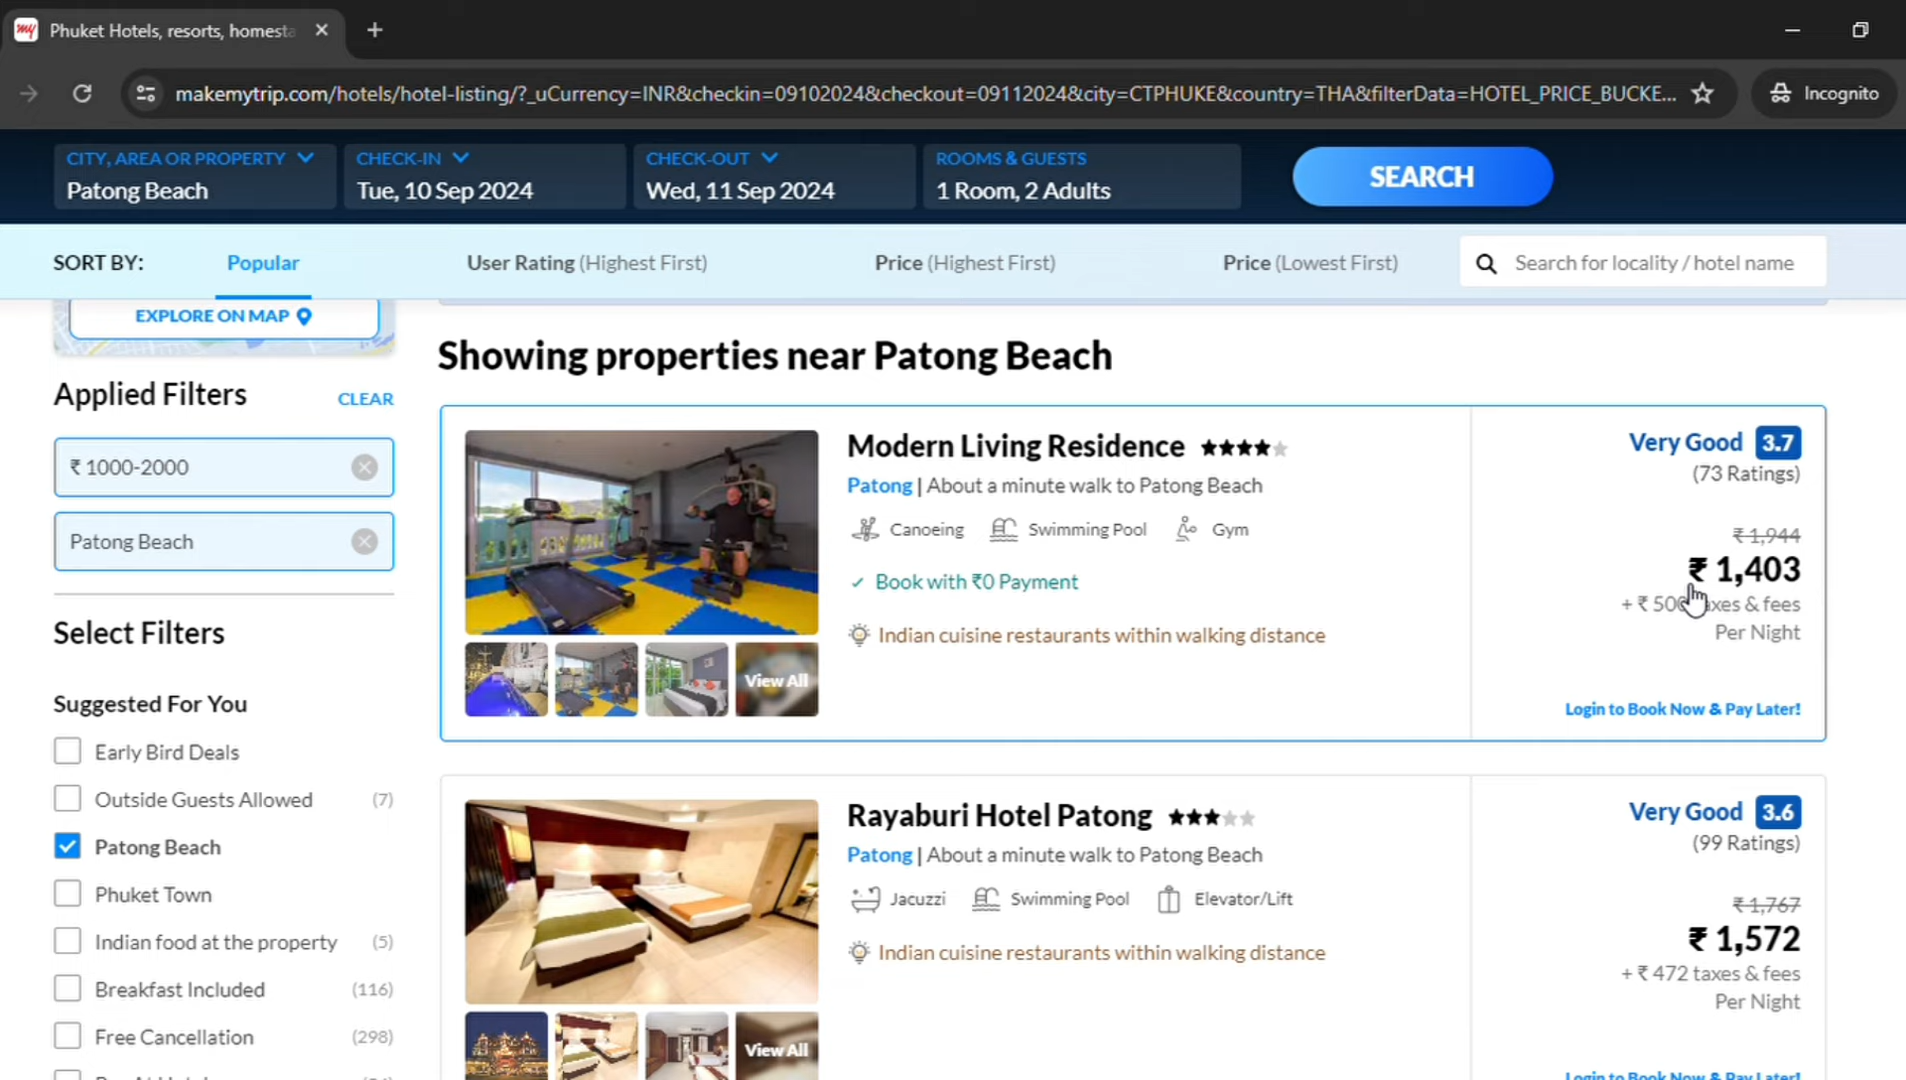 Phuket Hotels, resorts, homesta
makemytrip.com/hotels/hotel-listing/?_uCurrency=INR&checkin=09102024&checkout=09112024&city=CTPHUKE&country=THA&filterData=HOTEL_PRICE_BUCKE...
Incognito
CITY, AREA OR PROPERTY
Patong Beach
CHECK-IN
Tue, 10 Sep 2024
CHECK-OUT
Wed, 11 Sep 2024
ROOMS & GUESTS
1 Room, 2 Adults
SEARCH
SORT BY:
Popular
User Rating (Highest First)
Price (Highest First)
Price (Lowest First)
Search for locality / hotel name
EXPLORE ON MAP
Applied Filters
CLEAR
₹ 1000-2000
Patong Beach
Select Filters
Suggested For You
Early Bird Deals
Outside Guests Allowed (7)
Patong Beach
Phuket Town
Indian food at the property (5)
Breakfast Included (116)
Free Cancellation (298)
Showing properties near Patong Beach
Modern Living Residence
Patong | About a minute walk to Patong Beach
Canoeing
Swimming Pool
Gym
Book with ₹0 Payment
Indian cuisine restaurants within walking distance
View All
Very Good 3.7
(73 Ratings)
₹ 1,944
₹ 1,403
& fees
Per Night
Login to Book Now & Pay Later!
Rayaburi Hotel Patong
Patong | About a minute walk to Patong Beach
Jacuzzi
Swimming Pool
Elevator/Lift
Indian cuisine restaurants within walking distance
View All
Very Good 3.6
(99 Ratings)
₹ 1,767
₹ 1,572
+ ₹ 472 taxes & fees
Per Night
Login to Book Now & Pay Later!